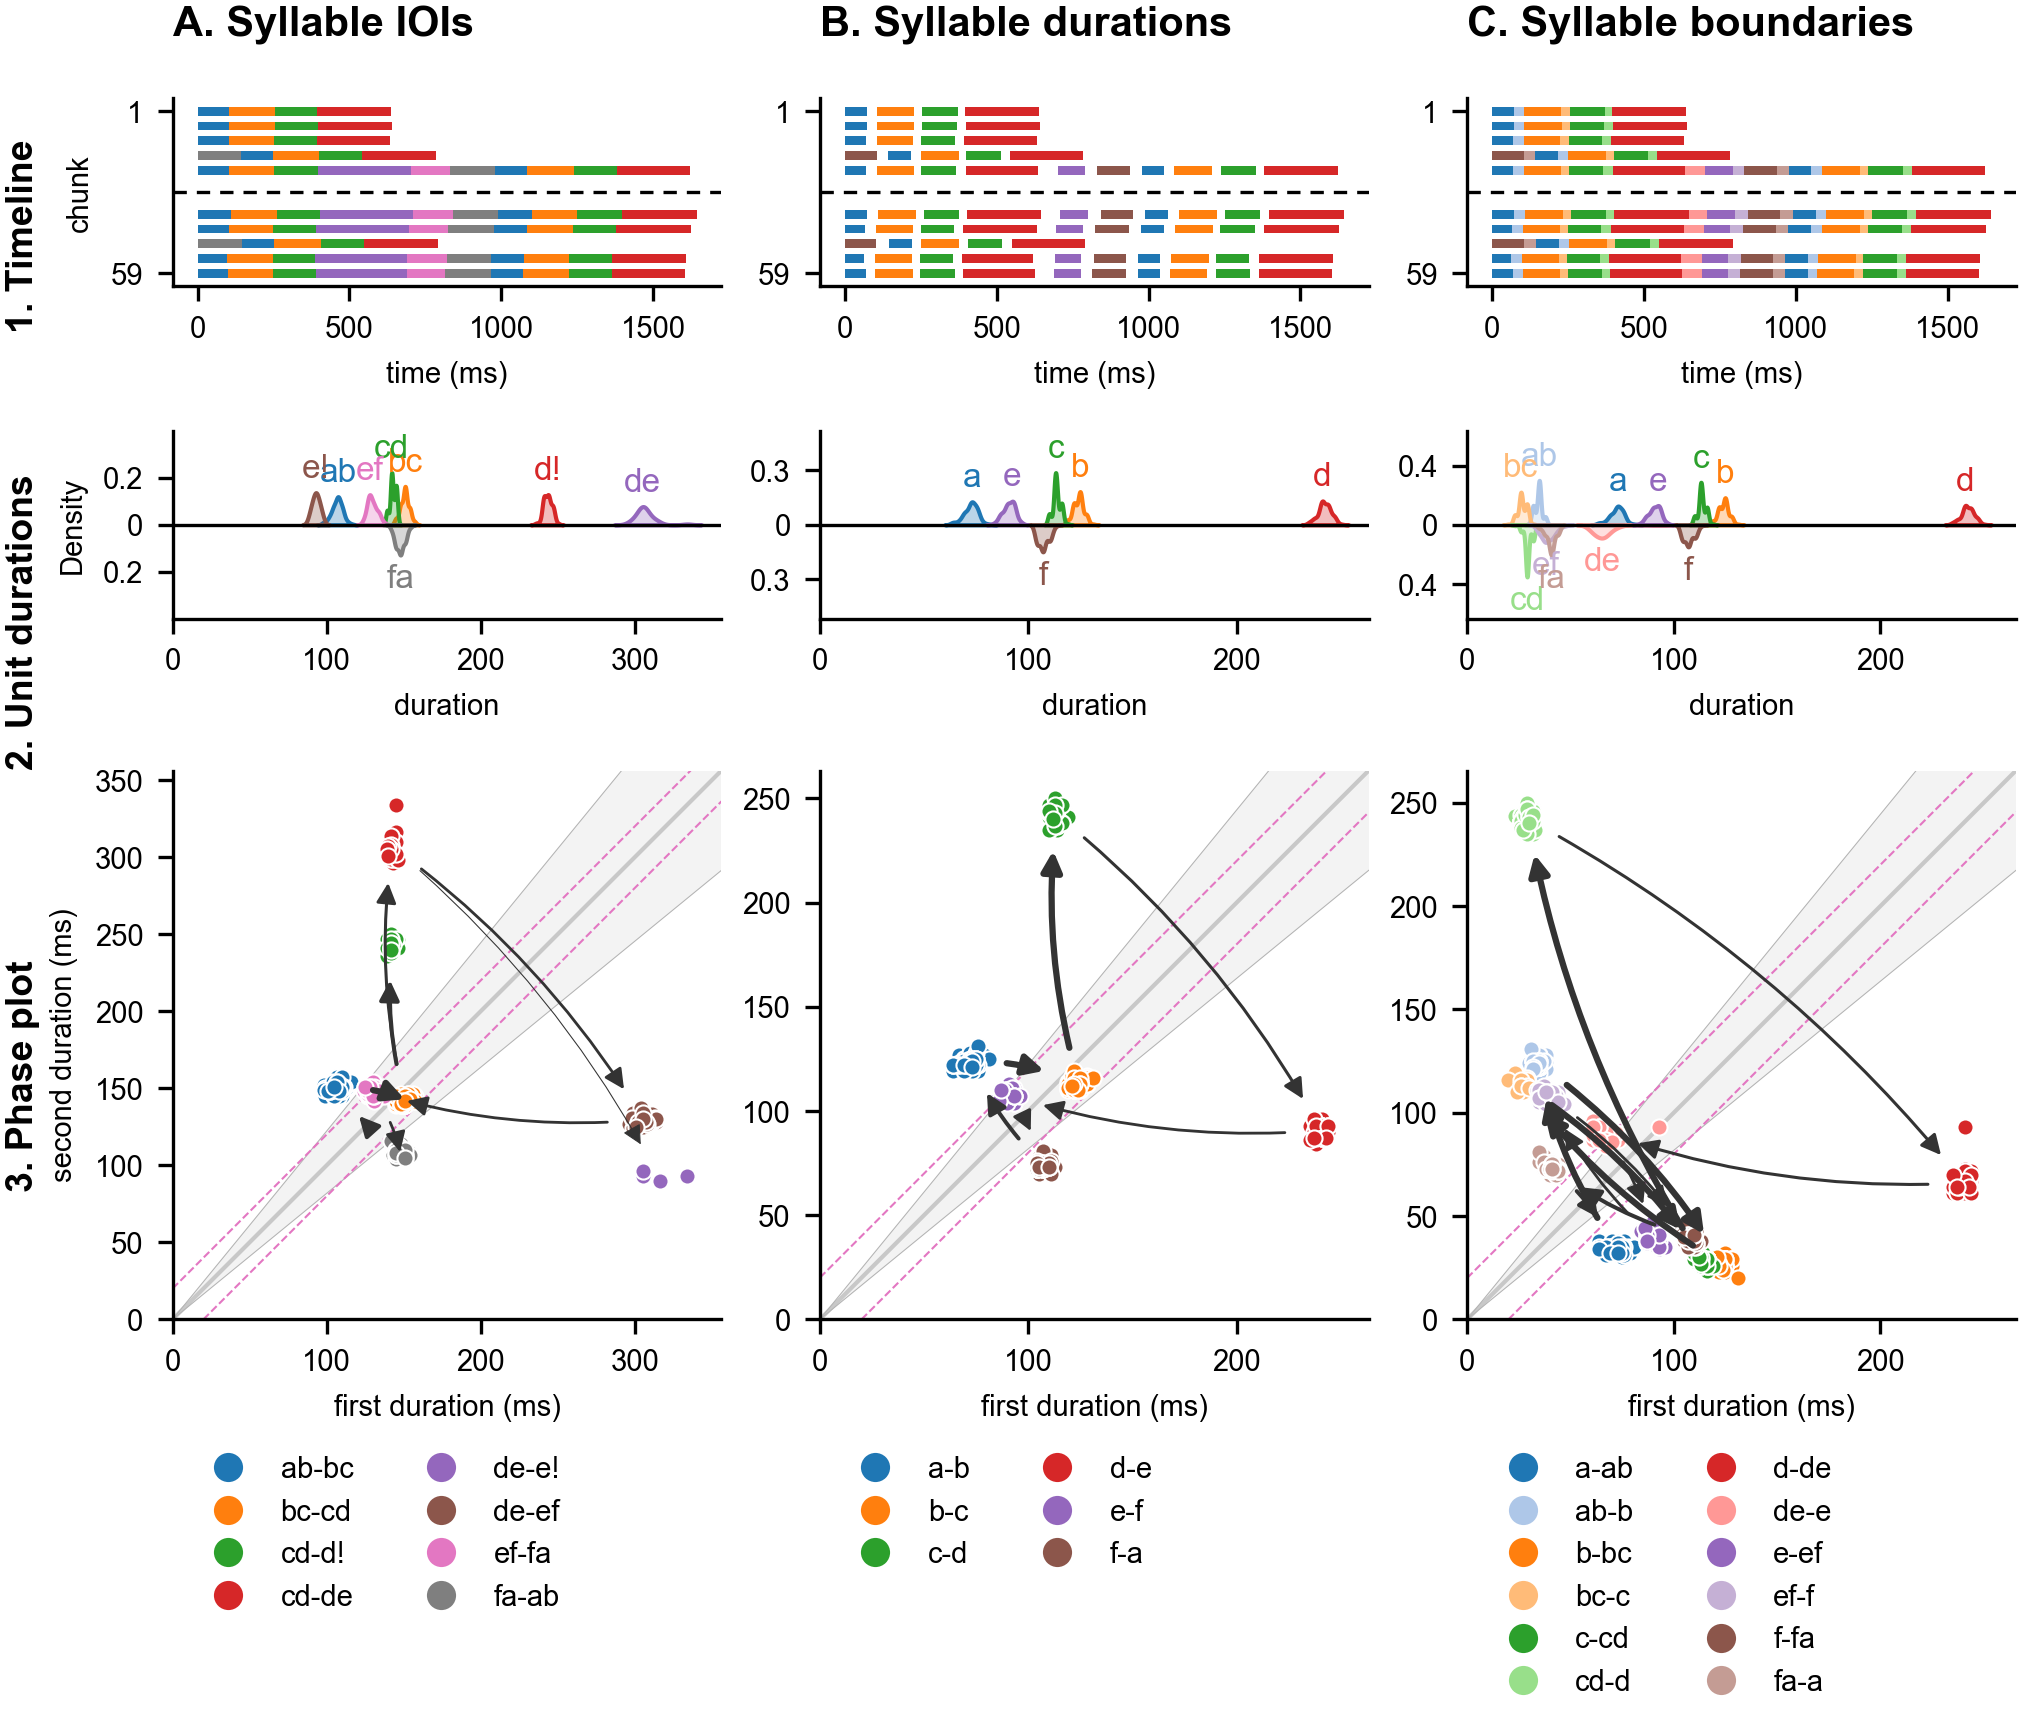 A. Syllable IOIs
B. Syllable durations
C. Syllable boundaries
1. Timeline
chunk
1
59
0 500 1000 1500
time (ms)
1
59
0 500 1000 1500
time (ms)
1
59
0 500 1000 1500
time (ms)
2. Unit durations
Density
0.2
0
0.2
e!
ab
ef
cd
bc
fa
d!
de
0 100 200 300
duration
0.3
0
0.3
a
e
c
b
f
d
0 100 200
duration
0.4
0
0.4
bc
ab
cd
ef
fa
de
a
e
c
b
f
d
0 100 200
duration
3. Phase plot
second duration (ms)
350
300
250
200
150
100
50
0
0 100 200 300
first duration (ms)
250
200
150
100
50
0
0 100 200
first duration (ms)
250
200
150
100
50
0
0 100 200
first duration (ms)
ab-bc
bc-cd
cd-d!
cd-de
de-e!
de-ef
ef-fa
fa-ab
a-b
b-c
c-d
d-e
e-f
f-a
a-ab
ab-b
b-bc
bc-c
c-cd
cd-d
d-de
de-e
e-ef
ef-f
f-fa
fa-a